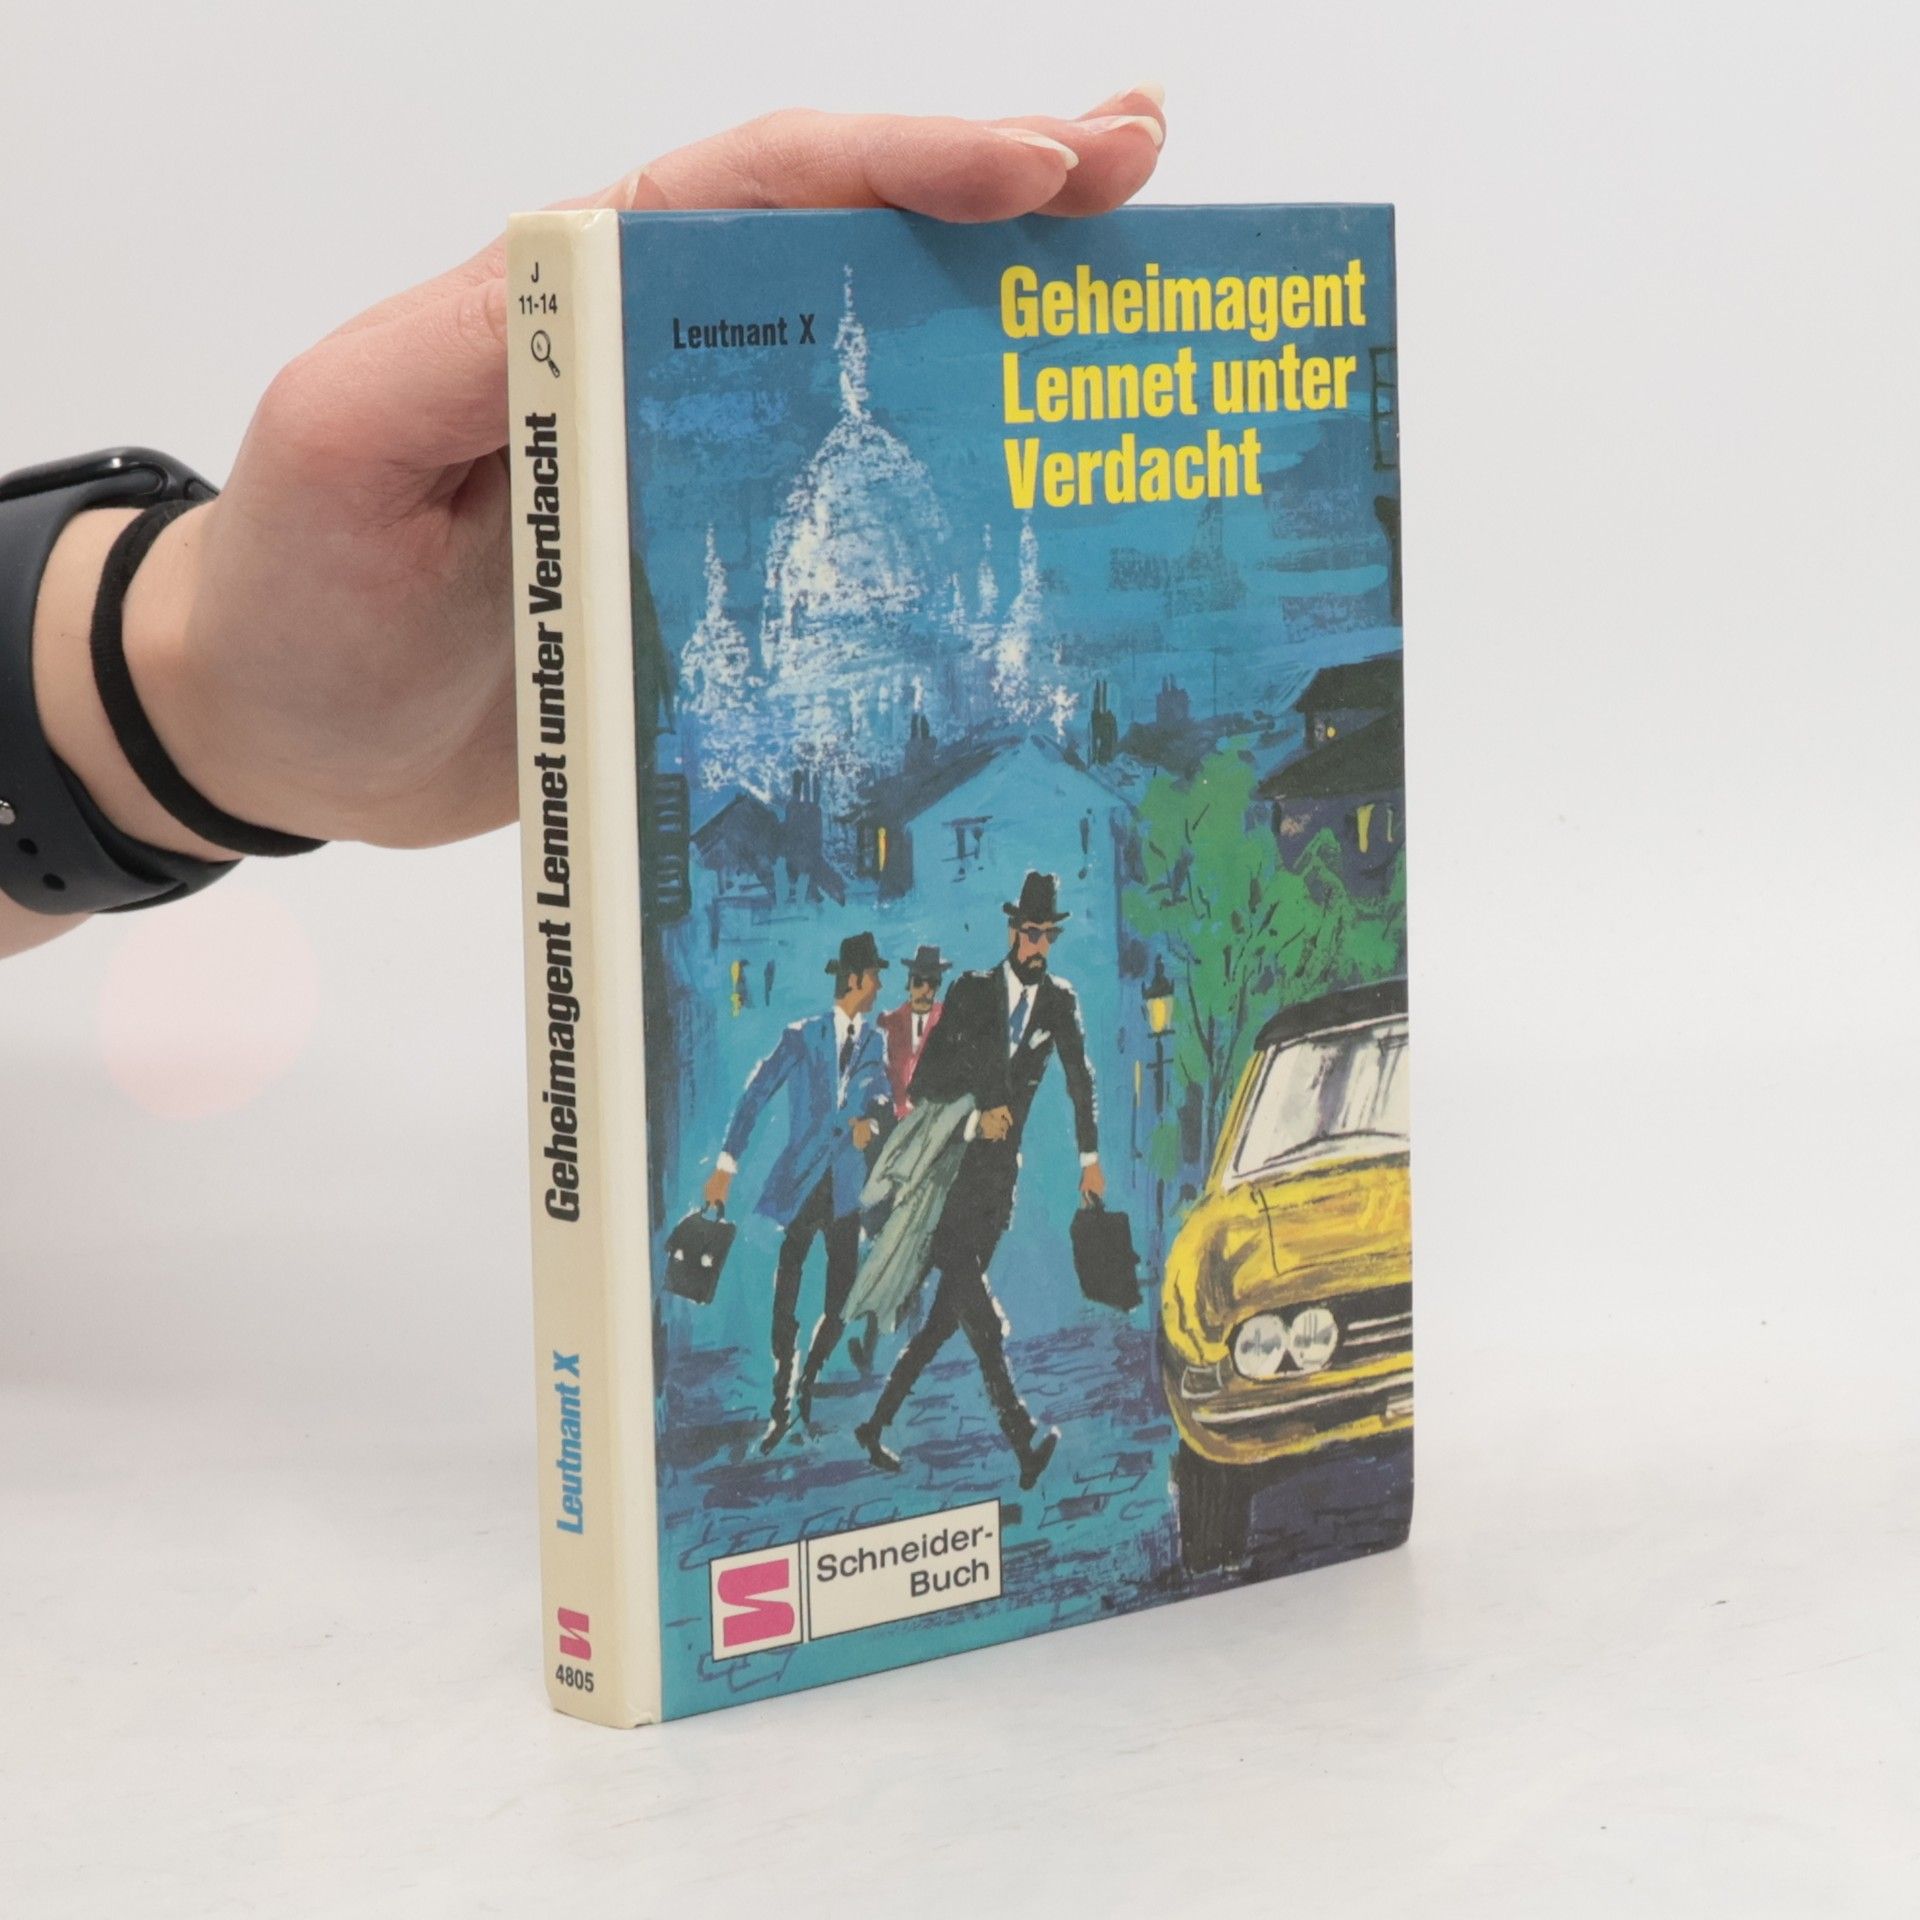 J
11-14
Geheimagent Lennet unter Verdacht
Leutnant X
4805
Leutnant X
Geheimagent
Lennet unter
Verdacht
Schneider-
Buch